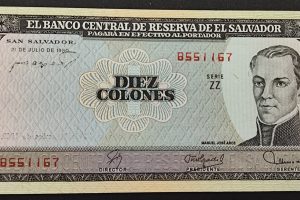 EL BANCO CENTRAL DE RESERVA DE EL SALVADOR
PAGARÁ EN EFECTIVO AL PORTADOR
SAN SALVADOR,
DE JULIO DE
B551167
SERIE
ZZ
DIEZ
COLONES
MANUEL JOSE ARCE
B551167
DIRECTOR
PRESIDENTE